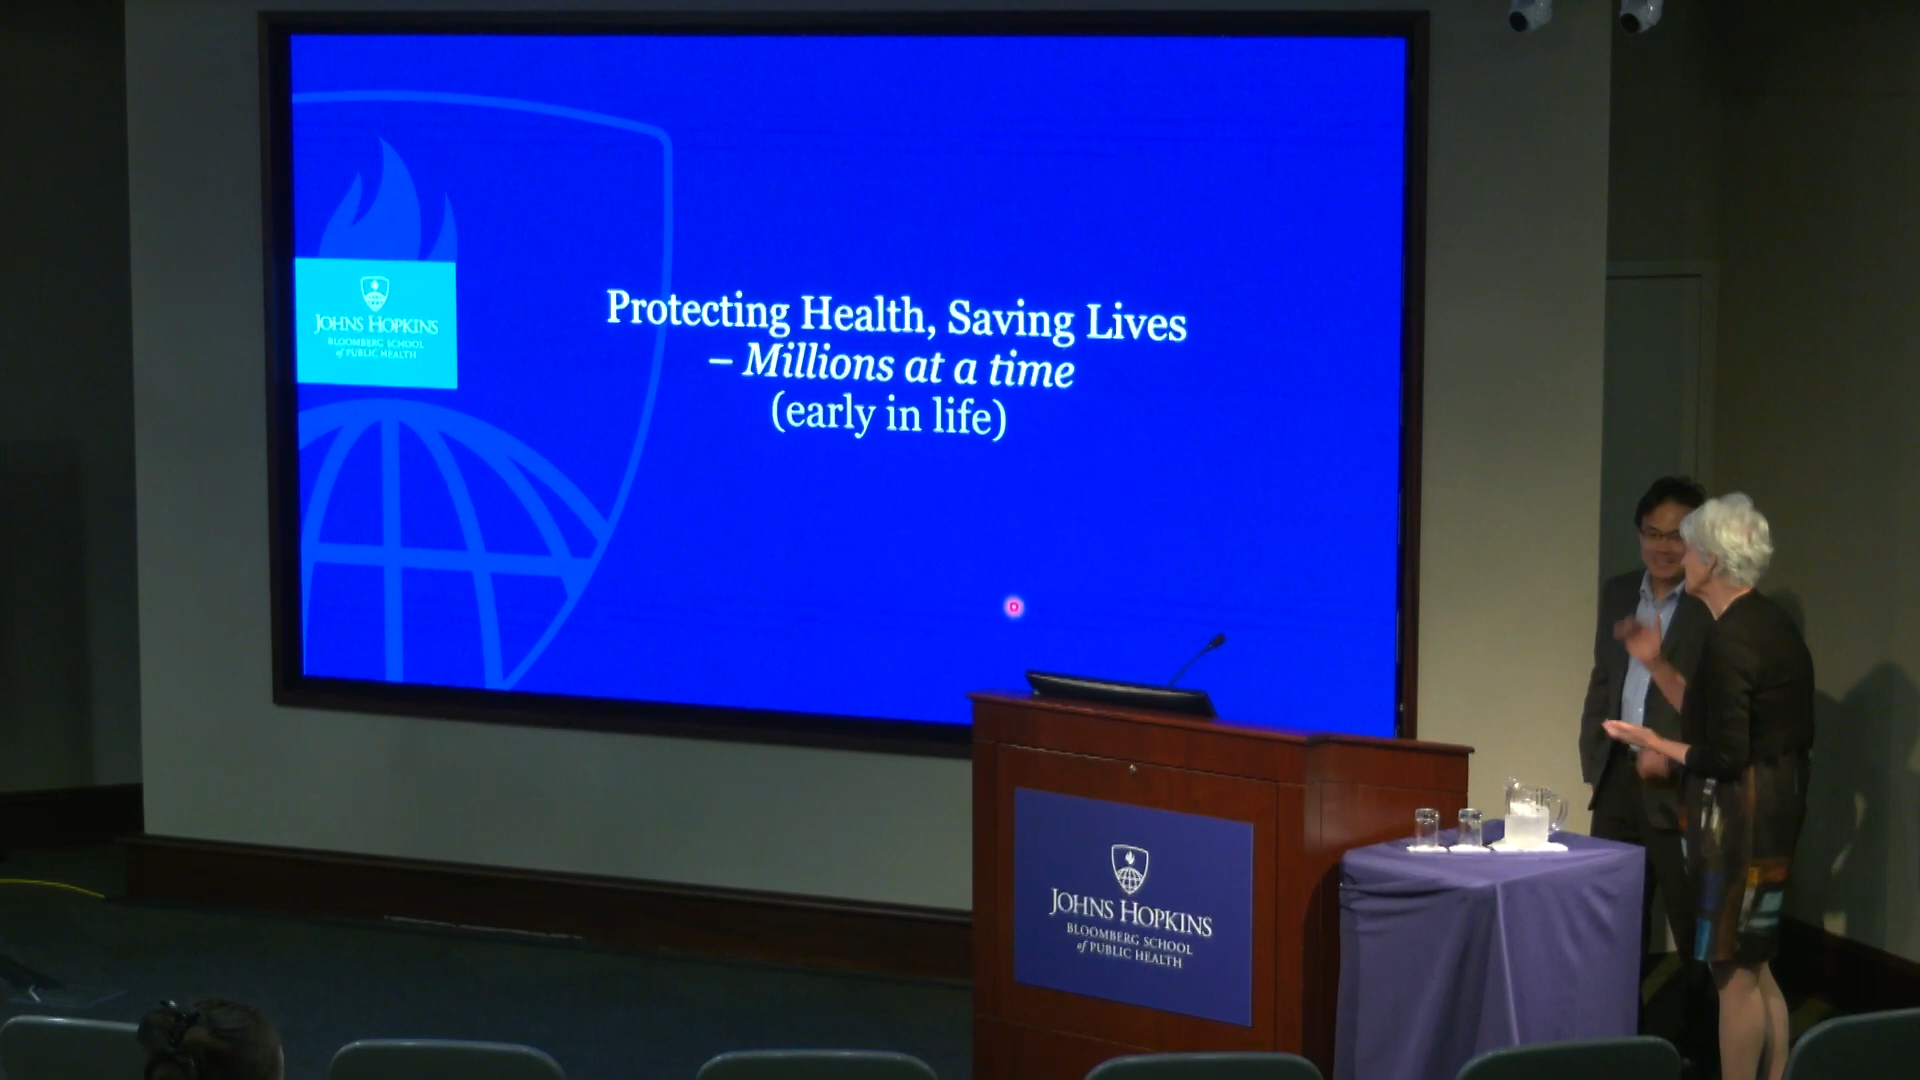 Protecting Health, Saving Lives
– Millions at a time
(early in life)
JOHNS HOPKINS
BLOOMBERG SCHOOL
of PUBLIC HEALTH
JOHNS HOPKINS
BLOOMBERG SCHOOL
of PUBLIC HEALTH